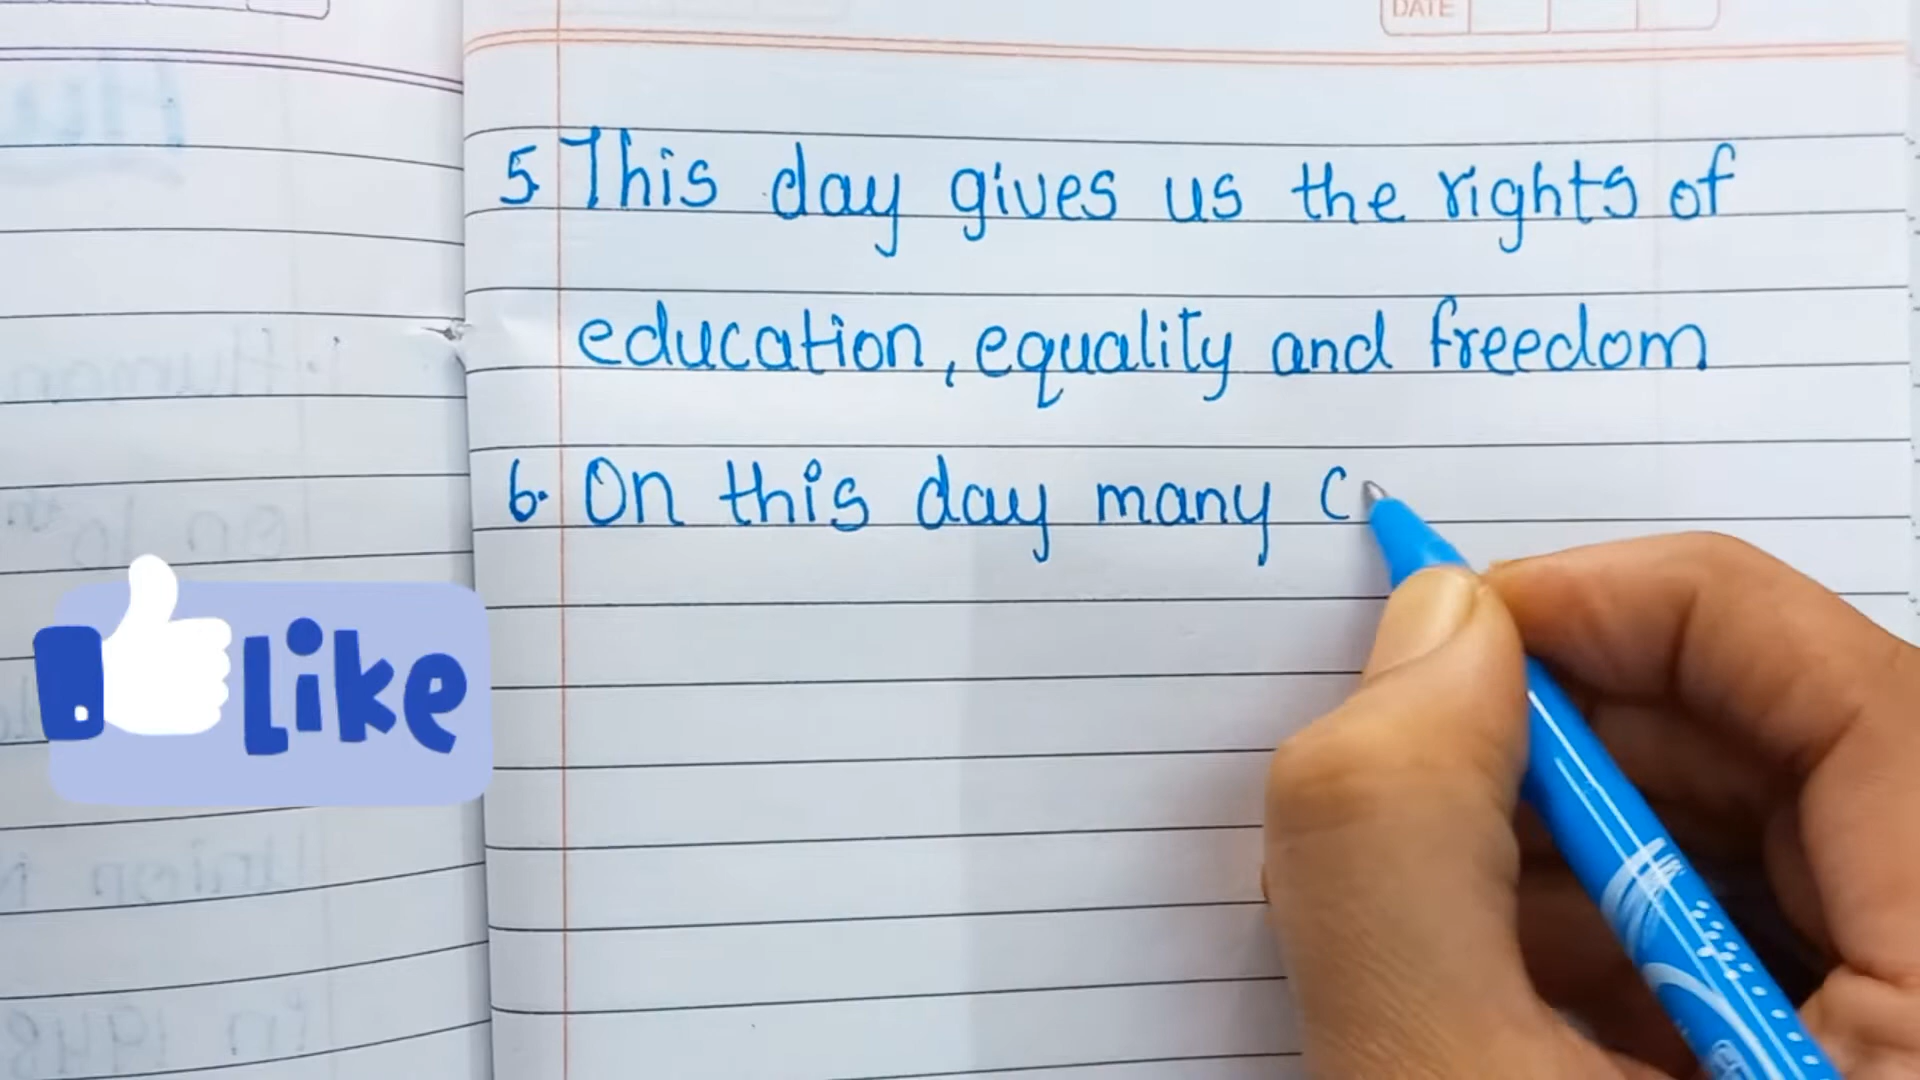 DATE
5. This day gives us the rights of
education, equality and freedom
6. On this day many c
Like